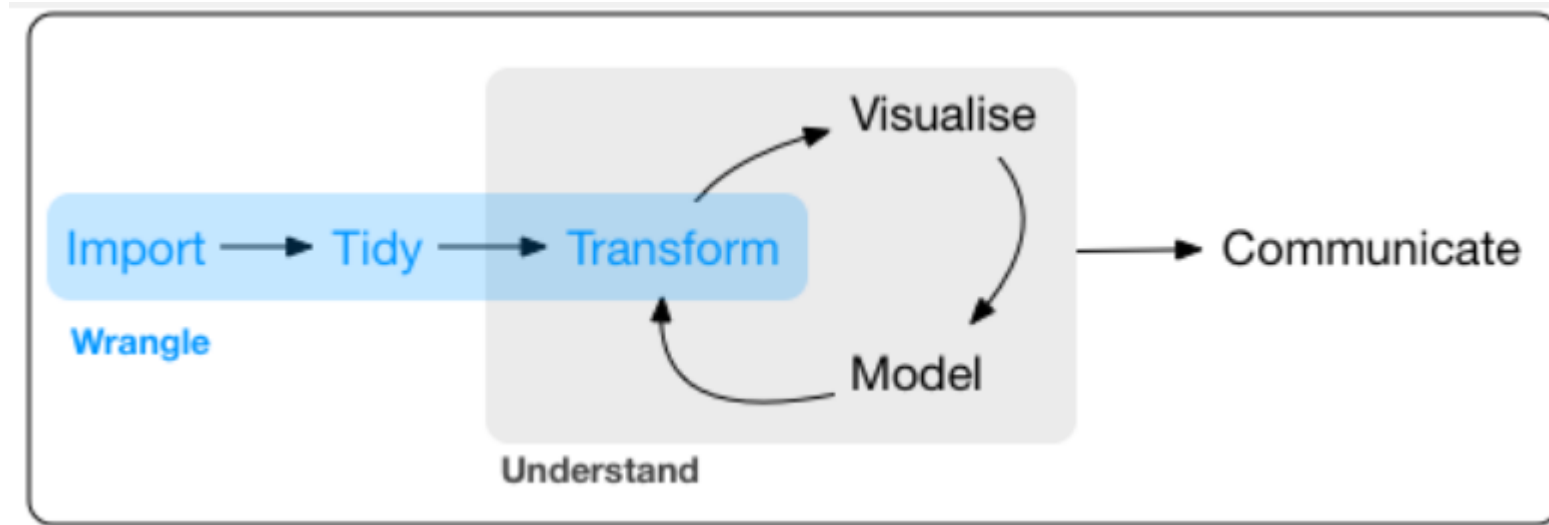 Visualise
Import Tidy Transform Communicate
Wrangle
Model
Understand